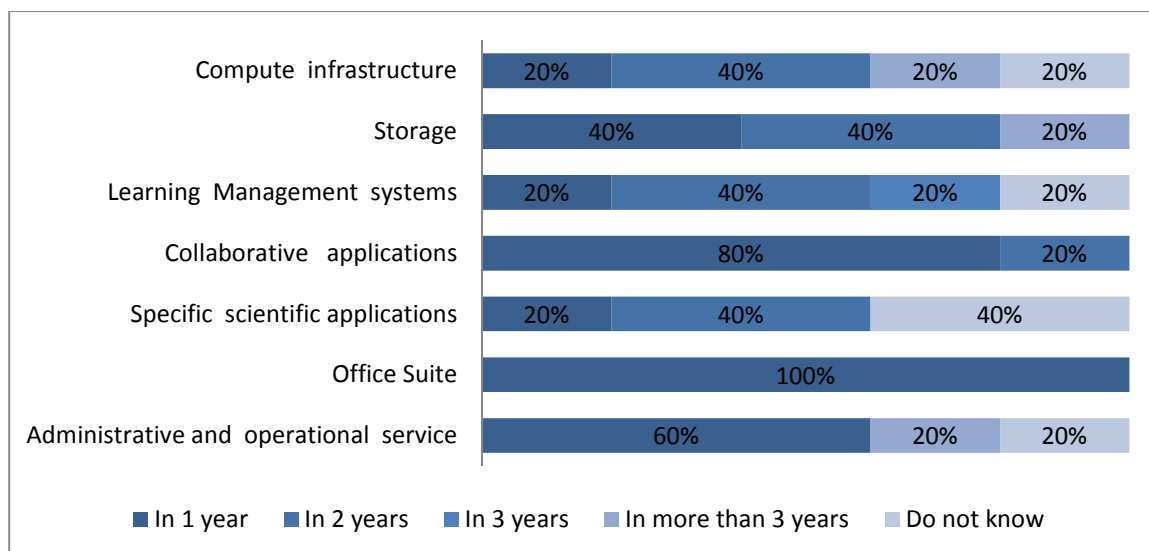 Compute infrastructure 20% 40% 20% 20%
Storage 40% 40% 20%
Learning Management systems 20% 40% 20% 20%
Collaborative applications 80% 20%
Specific scientific applications 20% 40% 40%
Office Suite 100%
Administrative and operational service 60% 20% 20%
In 1 year In 2 years In 3 years In more than 3 years Do not know